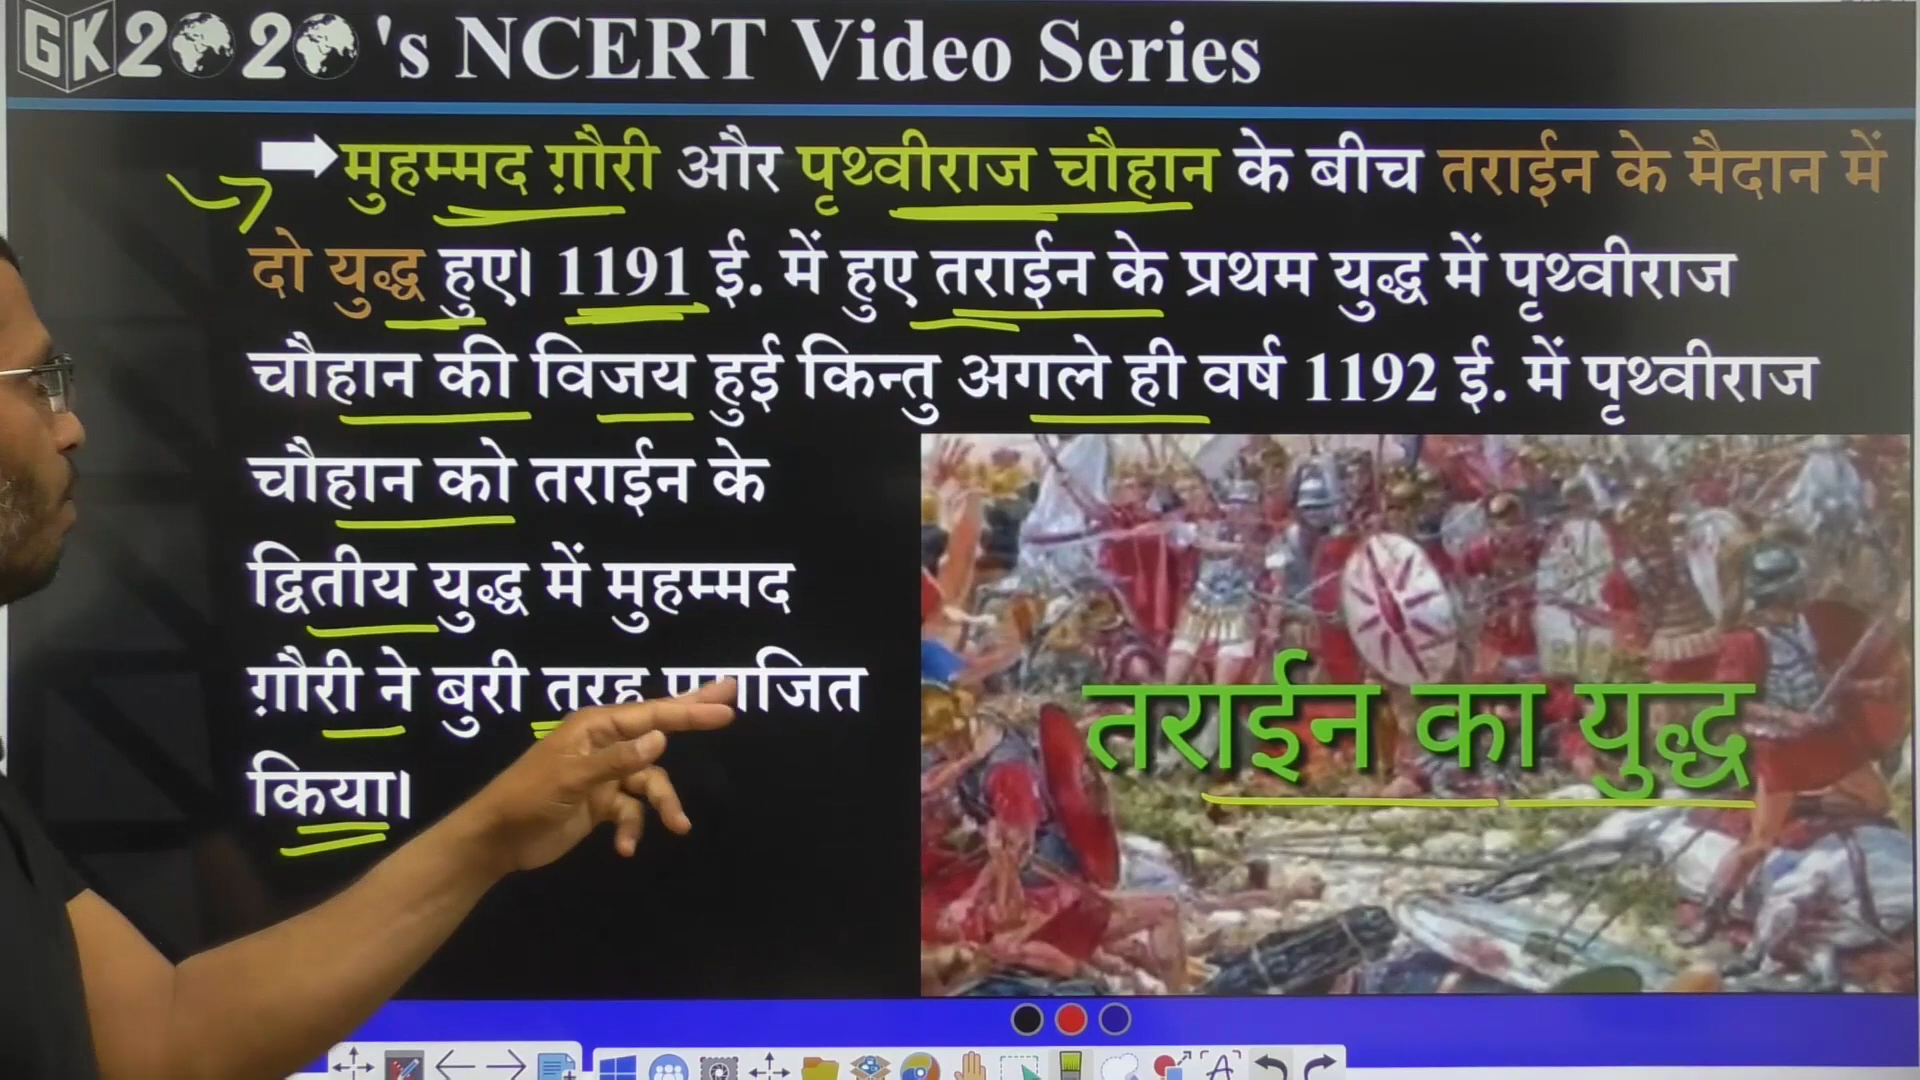 GK2020's NCERT Video Series
मुहम्मद ग़ौरी और पृथ्वीराज चौहान के बीच तराईन के मैदान में
दो युद्ध हुए। 1191 ई. में हुए तराईन के प्रथम युद्ध में पृथ्वीराज
चौहान की विजय हुई किन्तु अगले ही वर्ष 1192 ई. में पृथ्वीराज
चौहान को तराईन के
द्वितीय युद्ध में मुहम्मद
ग़ौरी ने बुरी तरह पराजित
किया।
तराईन का युद्ध